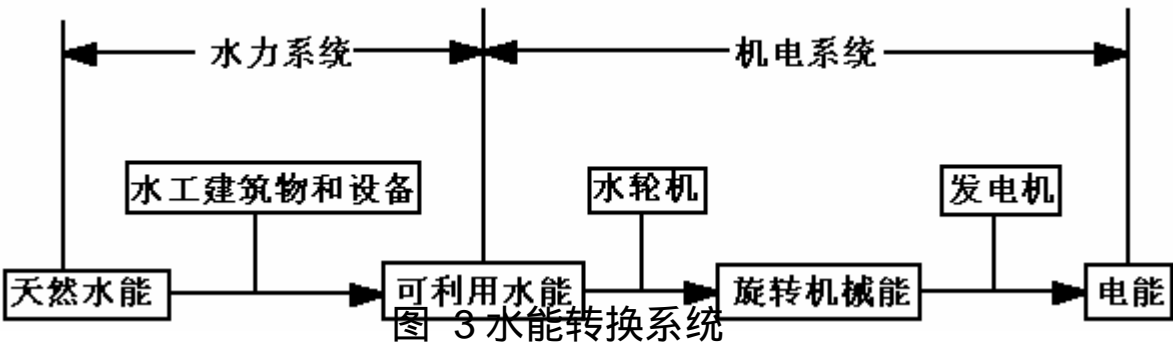 水力系统 机电系统
水工建筑物和设备 水轮机 发电机
天然水能 可利用水能 旋转机械能 电能
图 3 水能转换系统